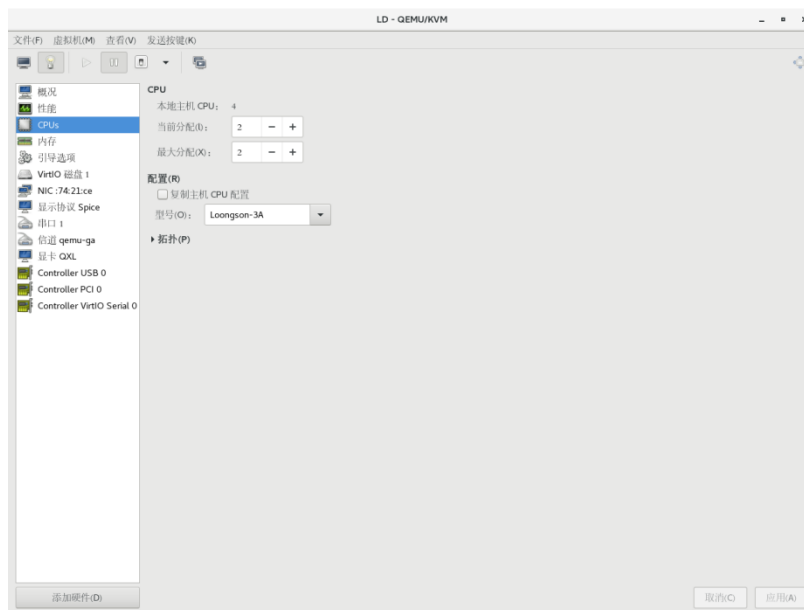 LD - QEMU/KVM
文件(F) 虚拟机(M) 查看(V) 发送按键(K)
概况
性能
CPUs
内存
引导选项
VirtIO 磁盘 1
NIC :74:21:ce
显示协议 Spice
串口 1
信道 qemu-ga
显卡 QXL
Controller USB 0
Controller PCI 0
Controller VirtIO Serial 0
CPU
本地主机 CPU： 4
当前分配(I)： 2 − +
最大分配(X)： 2 − +
配置(R)
复制主机 CPU 配置
型号(O)： Loongson-3A
拓扑(P)
添加硬件(D)
取消(C) 应用(A)